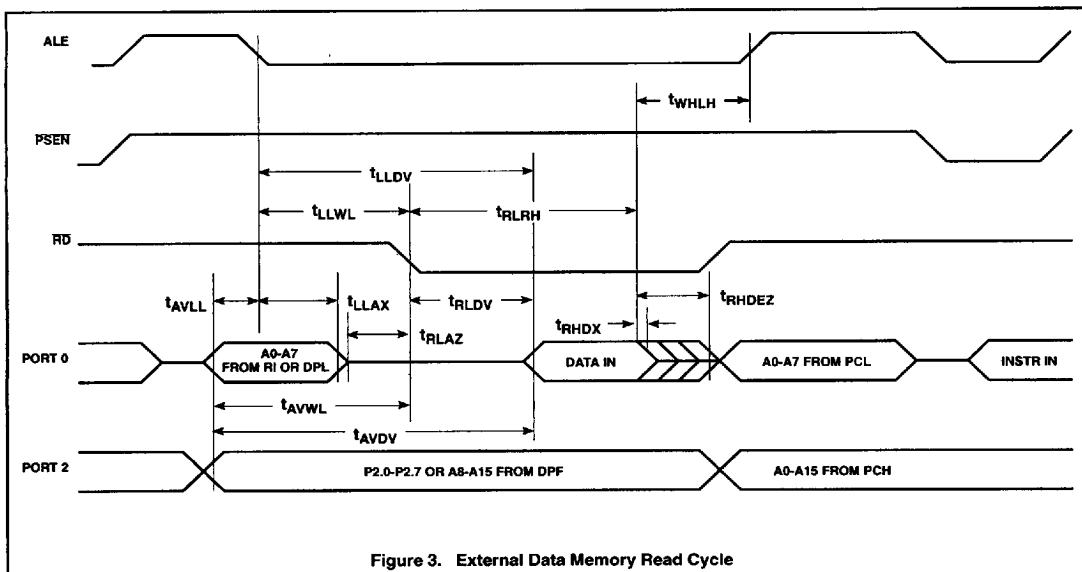 ALE
tWHLH
PSEN
tLLDV
tLLWL
tRLRH
RD
tAVLL
tLLAX
tRLDV
tRHDEZ
tRHDX
tRLAZ
PORT 0
A0-A7
FROM RI OR DPL
DATA IN
A0-A7 FROM PCL
INSTR IN
tAVWL
tAVDV
PORT 2
P2.0-P2.7 OR A8-A15 FROM DPF
A0-A15 FROM PCH
Figure 3. External Data Memory Read Cycle